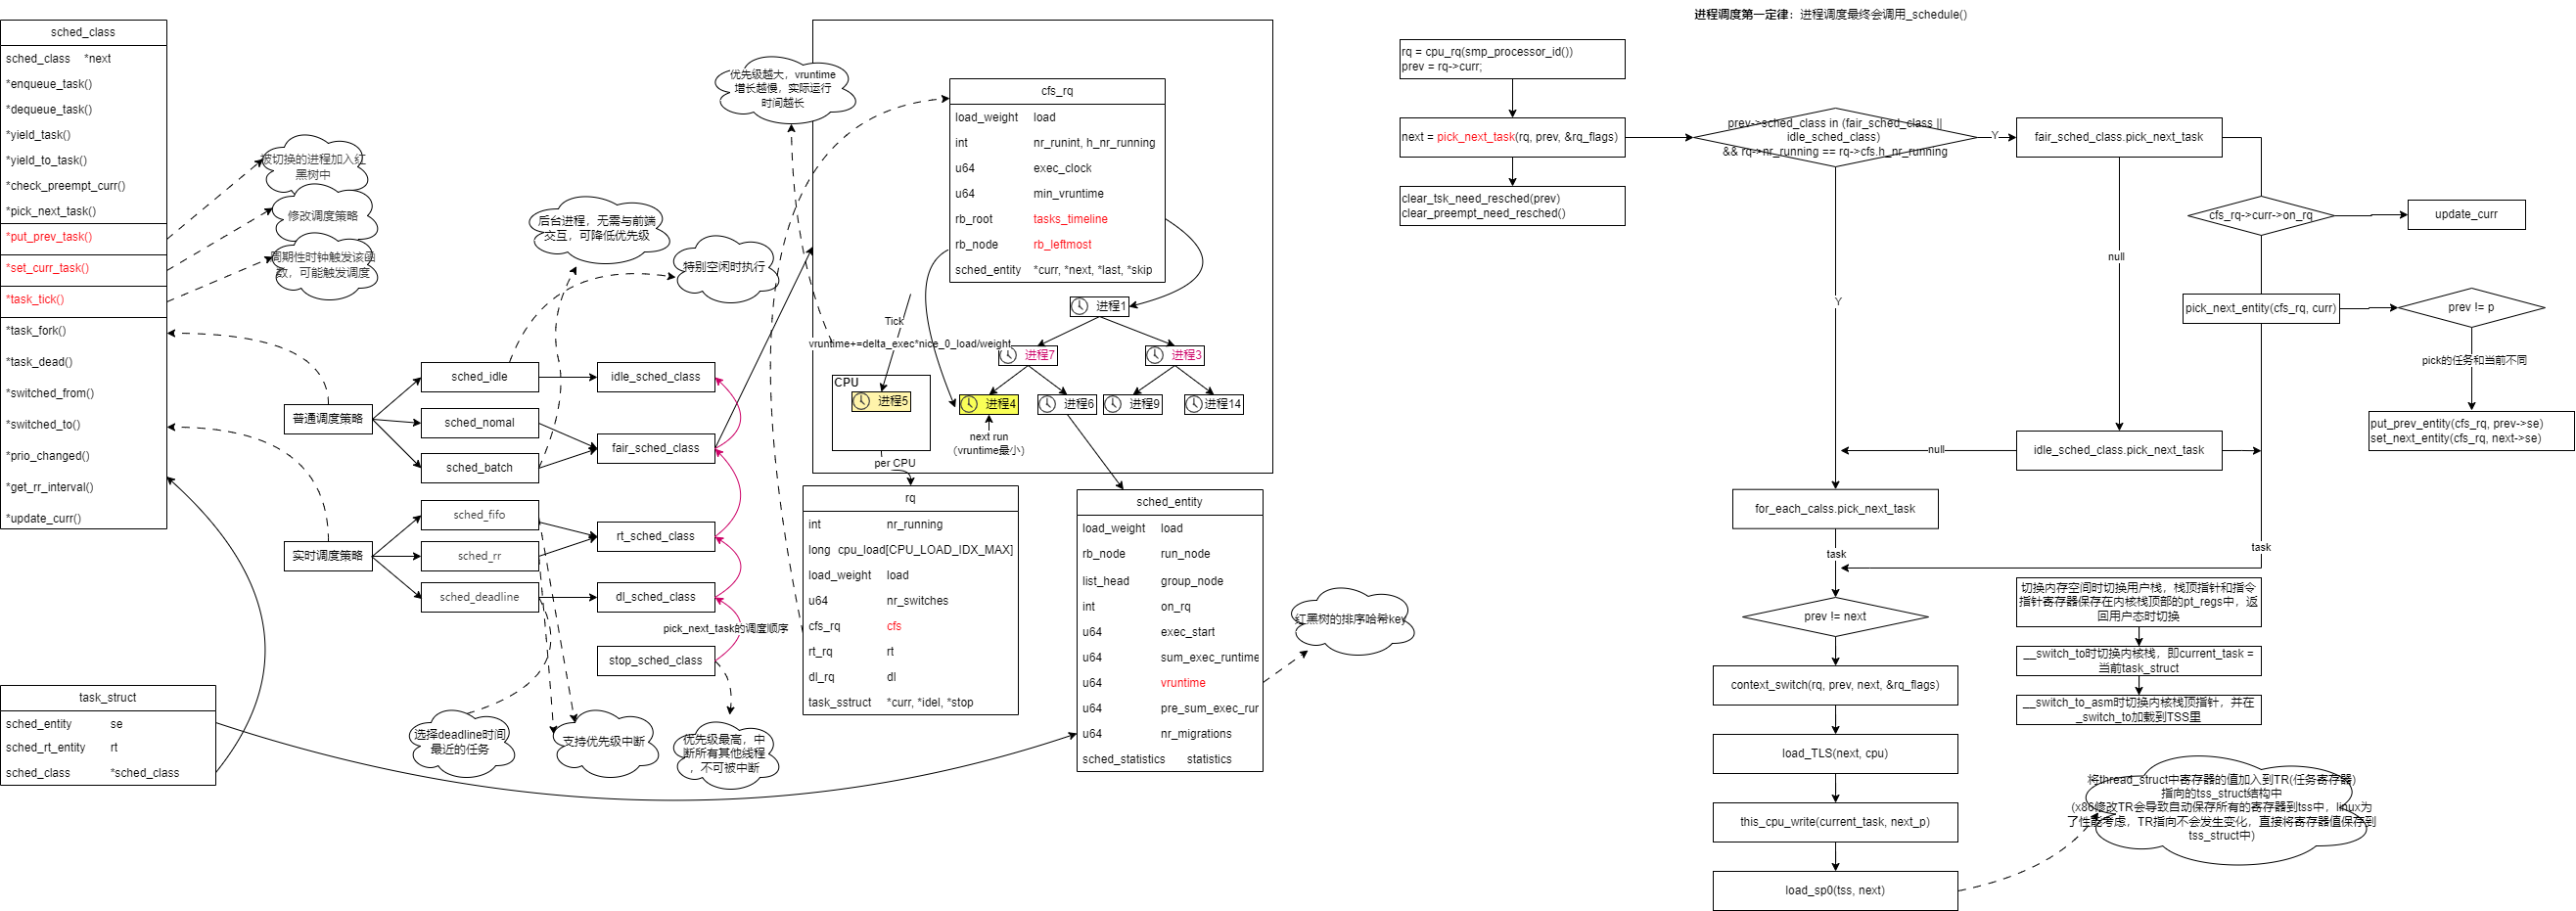 sched_class
sched_class *next
*enqueue_task()
*dequeue_task()
*yield_task()
*yield_to_task()
*check_preempt_curr()
*pick_next_task()
*put_prev_task()
*set_curr_task()
*task_tick()
*task_fork()
*task_dead()
*switched_from()
*switched_to()
*prio_changed()
*get_rr_interval()
*update_curr()
task_struct
sched_entity se
sched_rt_entity rt
sched_class *sched_class
被切换的进程加入红
黑树中
修改调度策略
周期性时钟触发该函
数，可能触发调度
普通调度策略
实时调度策略
sched_idle
sched_nomal
sched_batch
sched_fifo
sched_rr
sched_deadline
后台进程，无需与前端
交互，可降低优先级
特别空闲时执行
idle_sched_class
fair_sched_class
rt_sched_class
dl_sched_class
pick_next_task的调度顺序
stop_sched_class
选择deadline时间
最近的任务
支持优先级中断
优先级最高，中
断所有其他线程
，不可被中断
优先级越大，vruntime
增长越慢，实际运行
时间越长
cfs_rq
load_weight load
int nr_runint, h_nr_running
u64 exec_clock
u64 min_vruntime
rb_root tasks_timeline
rb_node rb_leftmost
sched_entity *curr, *next, *last, *skip
Tick
vruntime+=delta_exec*nice_0_load/weight
CPU
进程5
进程1
进程7
进程3
进程4
进程6
进程9
进程14
next run
（vruntime最小）
per CPU
rq
int nr_running
long cpu_load[CPU_LOAD_IDX_MAX]
load_weight load
u64 nr_switches
cfs_rq cfs
rt_rq rt
dl_rq dl
task_sstruct *curr, *idel, *stop
sched_entity
load_weight load
rb_node run_node
list_head group_node
int on_rq
u64 exec_start
u64 sum_exec_runtime
u64 vruntime
u64 pre_sum_exec_rur
u64 nr_migrations
sched_statistics statistics
红黑树的排序哈希key
进程调度第一定律：进程调度最终会调用_schedule()
rq = cpu_rq(smp_processor_id())
prev = rq->curr;
next = pick_next_task(rq, prev, &rq_flags)
clear_tsk_need_resched(prev)
clear_preempt_need_resched()
prev->sched_class in (fair_sched_class ||
idle_sched_class)
&& rq->nr_running == rq->cfs.h_nr_running
Y
fair_sched_class.pick_next_task
cfs_rq->curr->on_rq
update_curr
null
Y
pick_next_entity(cfs_rq, curr)
prev != p
pick的任务和当前不同
put_prev_entity(cfs_rq, prev->se)
set_next_entity(cfs_rq, next->se)
idle_sched_class.pick_next_task
null
for_each_calss.pick_next_task
task
task
prev != next
context_switch(rq, prev, next, &rq_flags)
load_TLS(next, cpu)
this_cpu_write(current_task, next_p)
load_sp0(tss, next)
切换内存空间时切换用户栈，栈顶指针和指令
指针寄存器保存在内核栈顶部的pt_regs中，返
回用户态时切换
__switch_to时切换内核栈，即current_task =
当前task_struct
__switch_to_asm时切换内核栈顶指针，并在
_switch_to加载到TSS里
将thread_struct中寄存器的值加入到TR(任务寄存器)
指向的tss_struct结构中
(x86修改TR会导致自动保存所有的寄存器到tss中，linux为
了性能考虑，TR指向不会发生变化，直接将寄存器值保存到
tss_struct中)